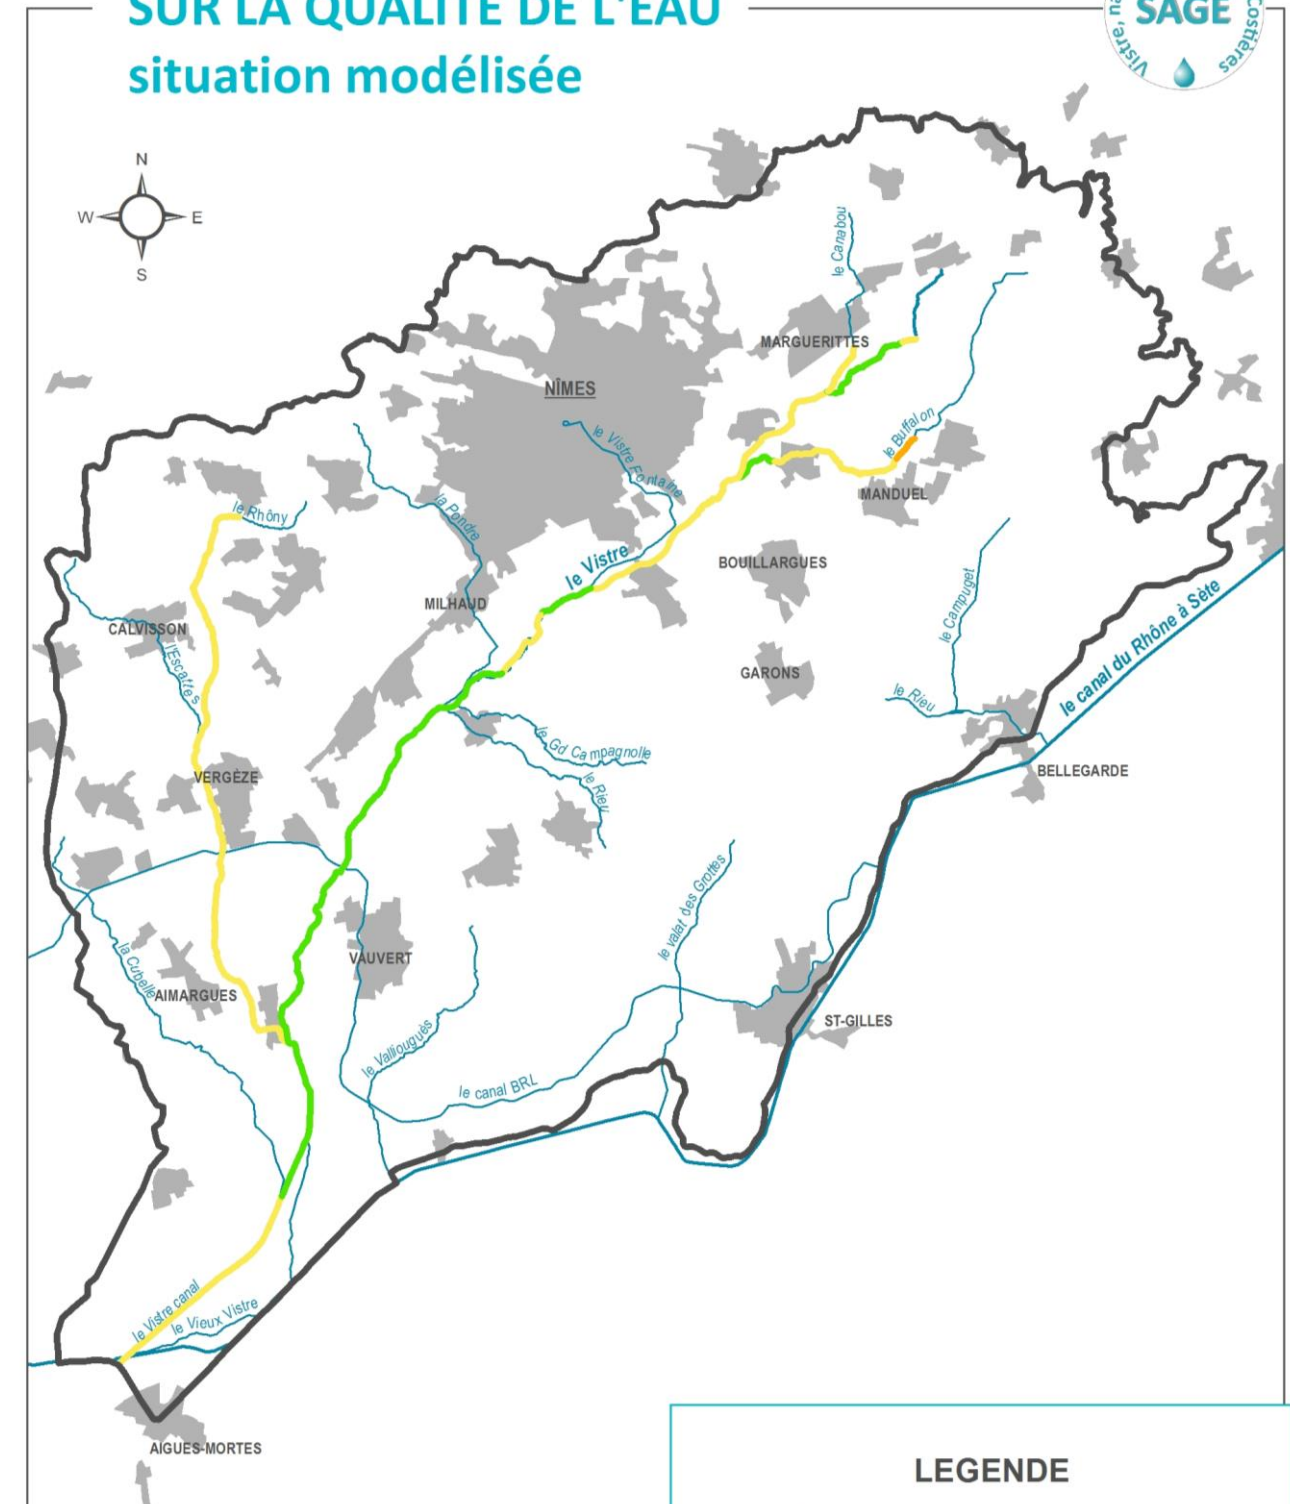 SUR LA QUALITÉ DE L'EAU
situation modélisée
SAGE
Vistre, 
Costières
N
W
E
S
le Canabou
MARGUERITTES
NÎMES
le Vistre Fontaine
le Buffalon
MANDUEL
le Rhôny
la Pondre
le Vistre
BOUILLARGUES
MILHAUD
CALVISSON
l'Escattes
le Campuget
le canal du Rhône à Sète
GARONS
le Rieu
le Gd Campagnolle
le Rieu
BELLEGARDE
VERGÈZE
le valat des Grottes
VAUVERT
la Cubelle
AIMARGUES
ST-GILLES
le Valliouguès
le canal BRL
le Vistre canal
le Vieux Vistre
AIGUES-MORTES
LEGENDE